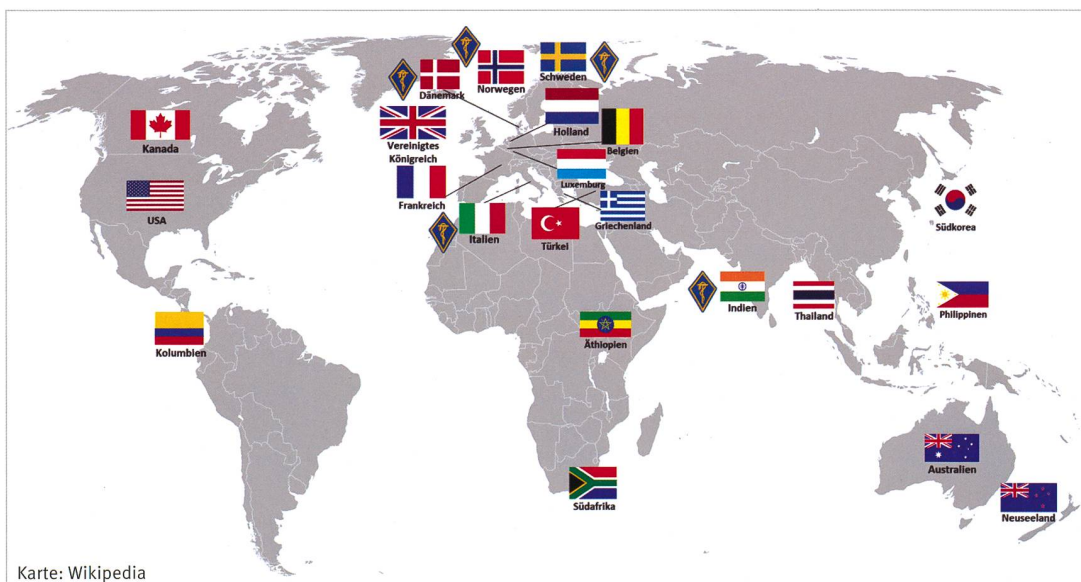 Norwegen
Schweden
Dänemark
Kanada
Vereinigtes
Königreich
Holland
Belgien
Luxemburg
Frankreich
USA
Italien
Türkei
Griechenland
Südkorea
Indien
Thailand
Philippinen
Kolumbien
Äthiopien
Australien
Südafrika
Neuseeland
Karte: Wikipedia